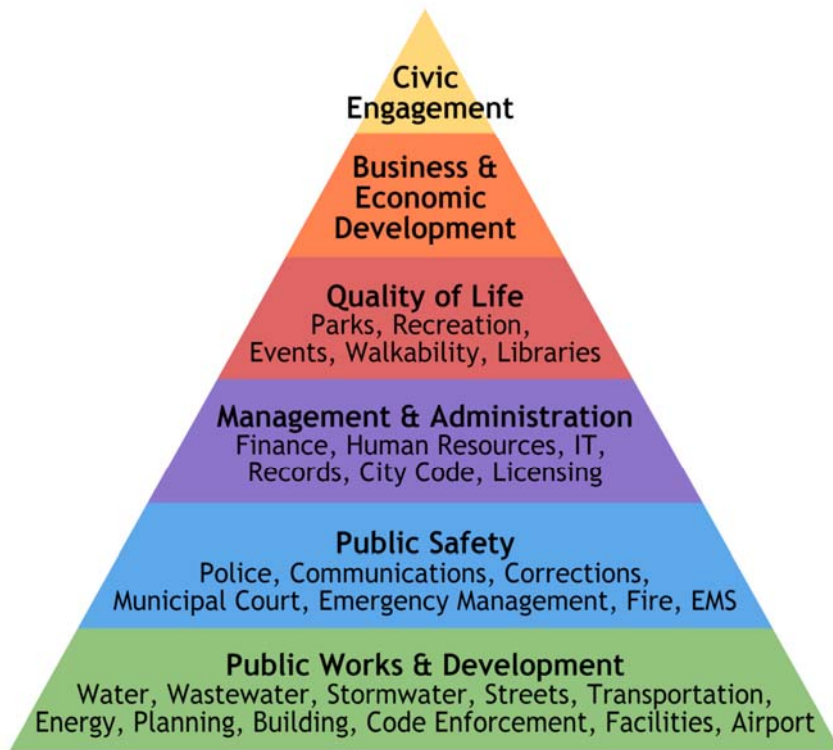 Civic
Engagement
Business &
Economic
Development
Quality of Life
Parks, Recreation,
Events, Walkability, Libraries
Management & Administration
Finance, Human Resources, IT,
Records, City Code, Licensing
Public Safety
Police, Communications, Corrections,
Municipal Court, Emergency Management, Fire, EMS
Public Works & Development
Water, Wastewater, Stormwater, Streets, Transportation,
Energy, Planning, Building, Code Enforcement, Facilities, Airport